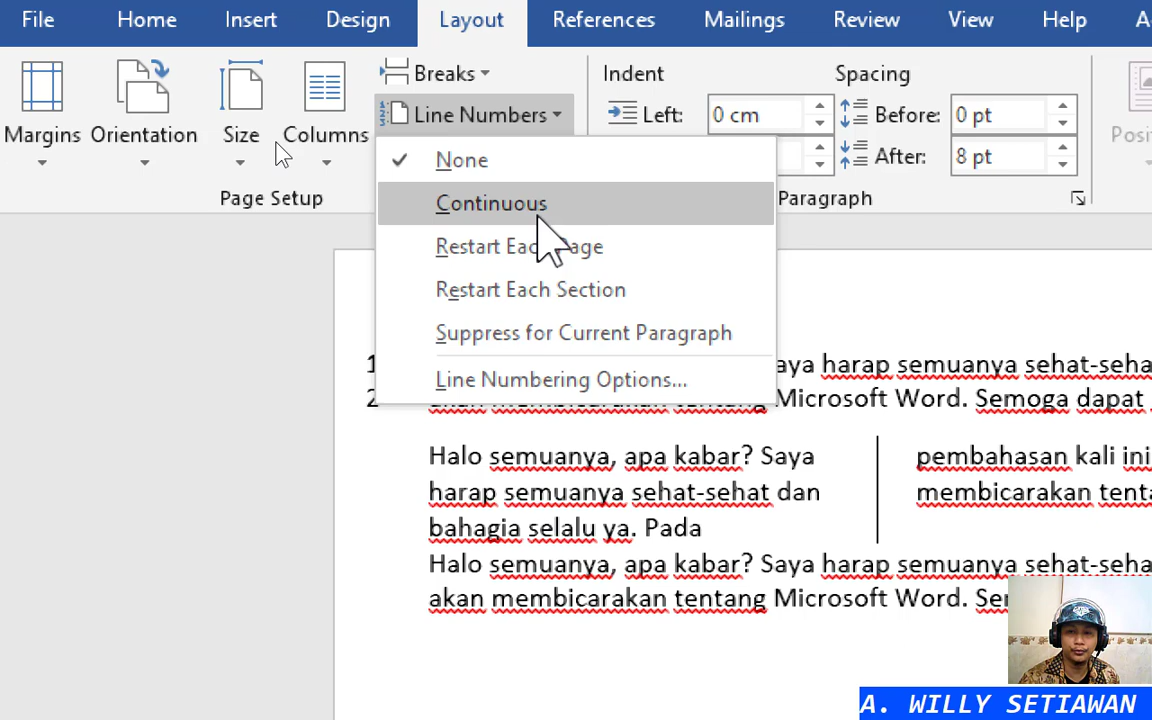 File Home Insert Design Layout References Mailings Review View Help
Breaks Indent Spacing
Line Numbers Left: 0 cm Before: 0 pt
Margins Orientation Size Columns
None After: 8 pt
Page Setup Paragraph
Continuous
Restart Each Page
Restart Each Section
Suppress for Current Paragraph
Line Numbering Options...
1 harap semuanya sehat-sehat
2 akan membicarakan tentang Microsoft Word. Semoga dapat
Halo semuanya, apa kabar? Saya
harap semuanya sehat-sehat dan
bahagia selalu ya. Pada
pembahasan kali ini
membicarakan
Halo semuanya, apa kabar? Saya harap semuanya sehat-seha
akan membicarakan tentang Microsoft Word.
A. WILLY SETIAWAN